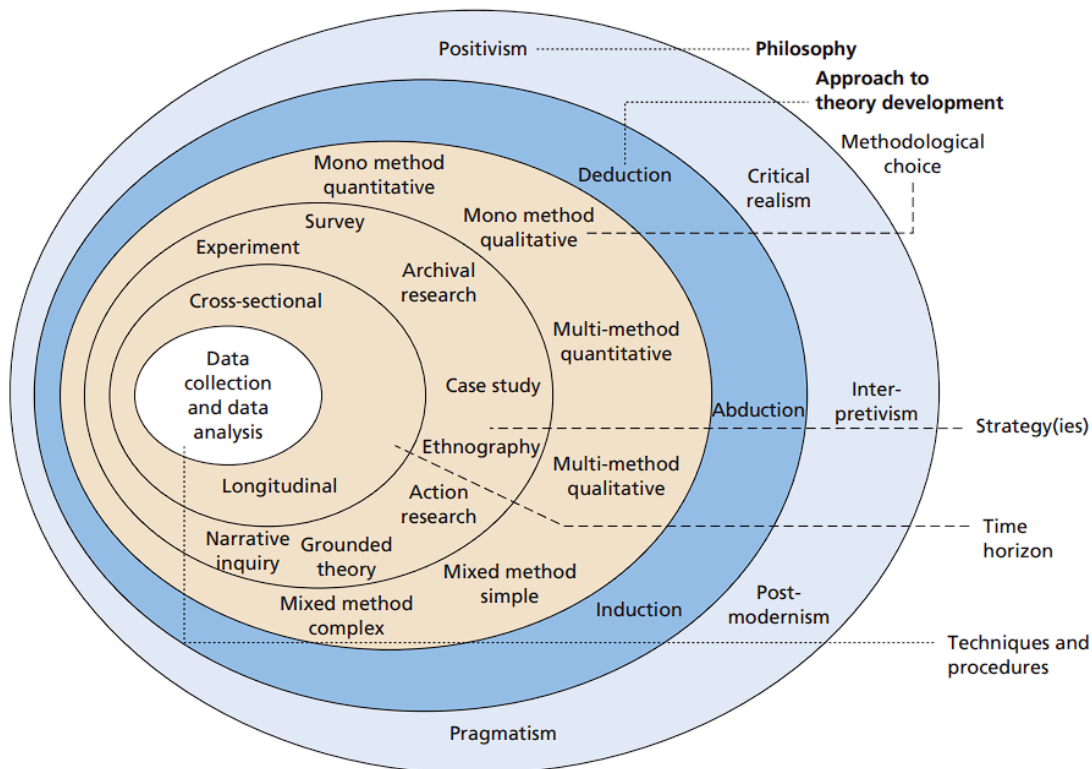 Positivism
Philosophy
Approach to
theory development
Methodological
choice
Mono method
quantitative
Deduction
Critical
realism
Mono method
qualitative
Survey
Experiment
Archival
research
Cross-sectional
Multi-method
quantitative
Data
collection
and data
analysis
Case study
Abduction
Inter-
pretivism
Strategy(ies)
Ethnography
Multi-method
qualitative
Longitudinal
Action
research
Time
horizon
Narrative
inquiry
Grounded
theory
Mixed method
simple
Mixed method
complex
Induction
Post-
modernism
Techniques and
procedures
Pragmatism